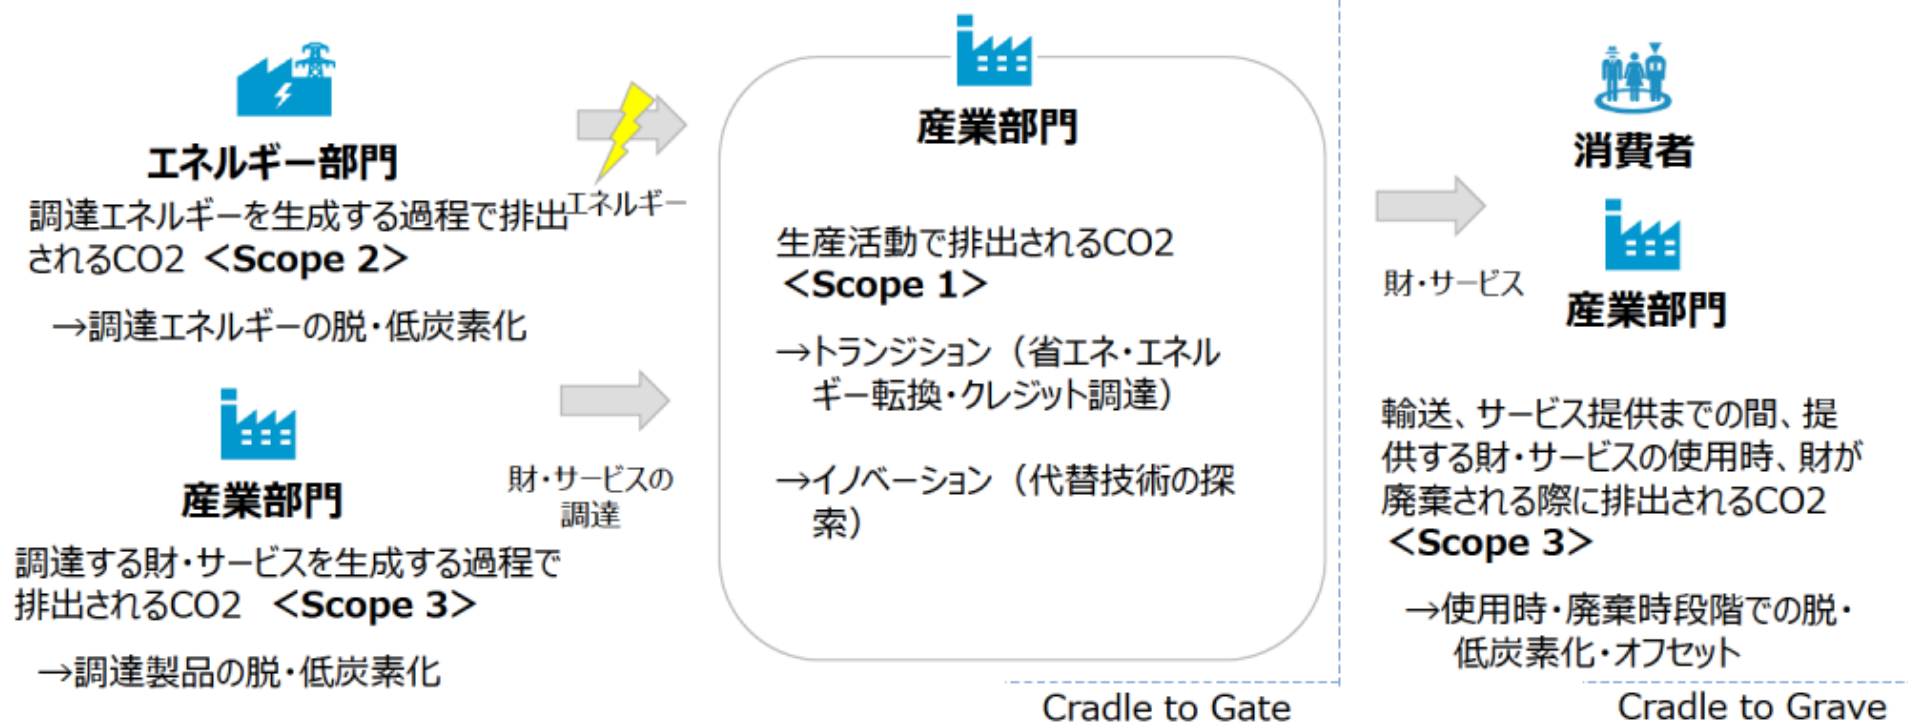 エネルギー部門
調達エネルギーを生成する過程で排出
されるCO2 <Scope 2>
→調達エネルギーの脱・低炭素化
エネルギー
産業部門
調達する財・サービスを生成する過程で
排出されるCO2 <Scope 3>
→調達製品の脱・低炭素化
財・サービスの
調達
産業部門
生産活動で排出されるCO2
<Scope 1>
→トランジション（省エネ・エネル
ギー転換・クレジット調達）
→イノベーション（代替技術の探
索）
Cradle to Gate
財・サービス
消費者
産業部門
輸送、サービス提供までの間、提
供する財・サービスの使用時、財が
廃棄される際に排出されるCO2
<Scope 3>
→使用時・廃棄時段階での脱・
低炭素化・オフセット
Cradle to Grave